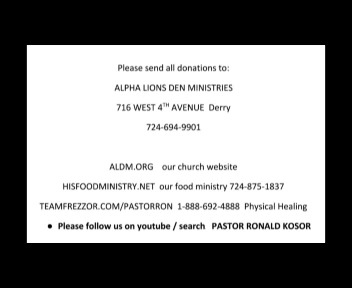 Please send all donations to:
ALPHA LIONS DEN MINISTRIES
716 WEST 4TH AVENUE Derry
724-694-9901
ALDM.ORG our church website
HISFOODMINISTRY.NET our food ministry 724-875-1837
TEAMFREZZOR.COM/PASTORRON 1-888-692-4888 Physical Healing
• Please follow us on youtube / search PASTOR RONALD KOSOR